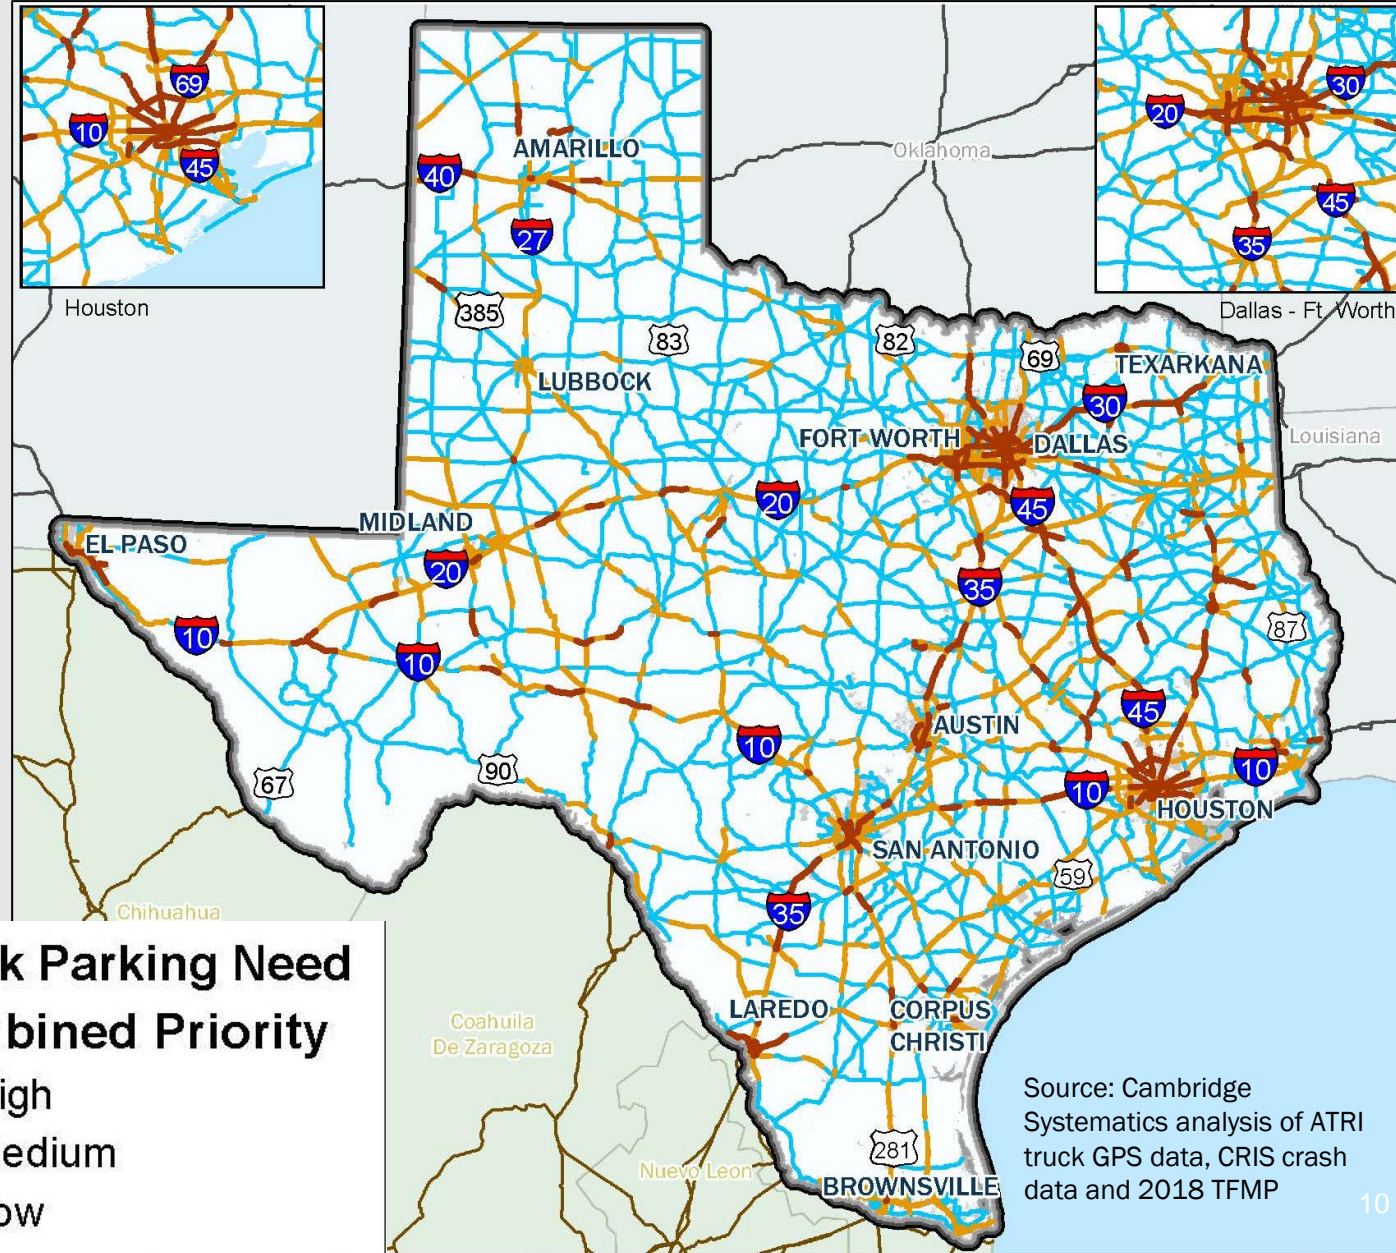 69
10
45
Houston
30
20
45
35
Dallas - Ft. Worth
Oklahoma
AMARILLO
40
27
385
83
82
69
TEXARKANA
LUBBOCK
30
FORT WORTH
DALLAS
Louisiana
20
45
MIDLAND
EL PASO
20
35
10
10
87
45
AUSTIN
10
67
90
10
10
HOUSTON
SAN ANTONIO
59
35
Chihuahua
k Parking Need
bined Priority
igh
edium
ow
LAREDO
CORPUS
CHRISTI
Coahuila
De Zaragoza
Nuevo Leon
281
BROWNSVILLE
Source: Cambridge
Systematics analysis of ATRI
truck GPS data, CRIS crash
data and 2018 TFMP
10